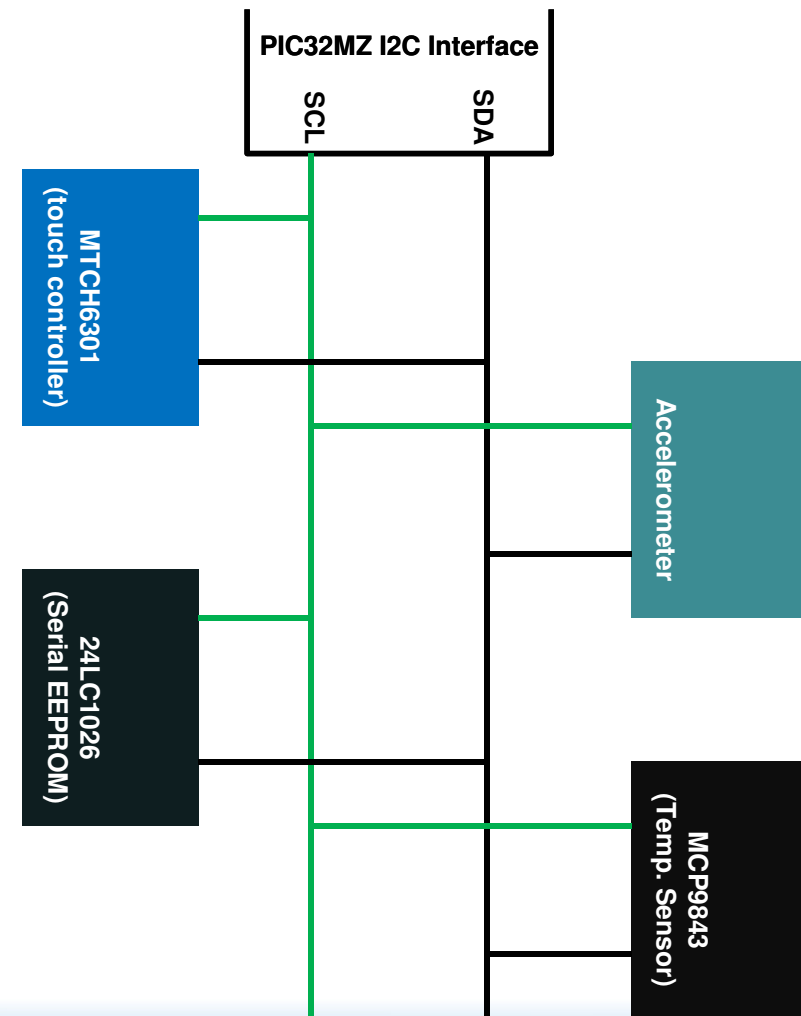 PIC32MZ I2C Interface
SCL
SDA
MTCH6301
(touch controller)
Accelerometer
24LC1026
(Serial EEPROM)
MCP9843
(Temp. Sensor)